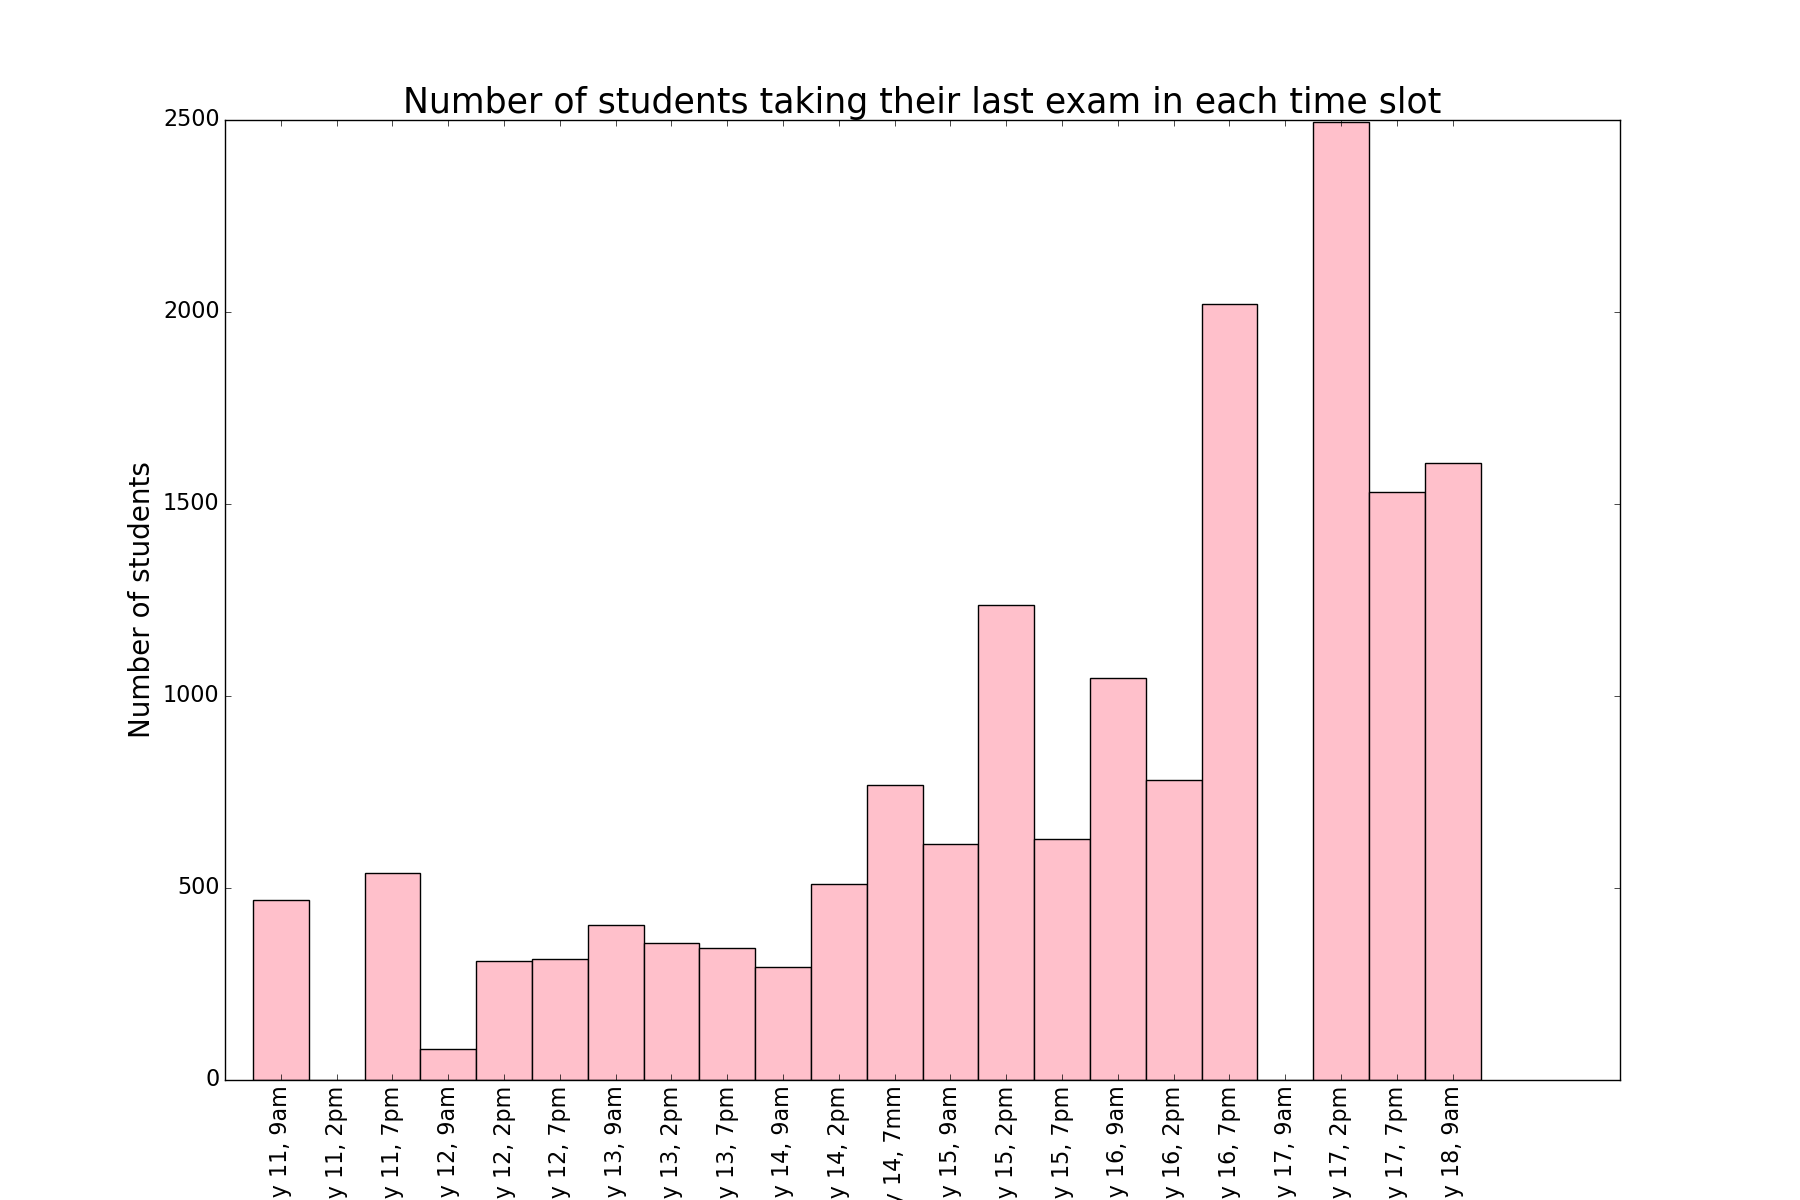 Number of students taking their last exam in each time slot
Number of students
2500
2000
1500
1000
500
0
y 11, 9am
y 11, 2pm
y 11, 7pm
y 12, 9am
y 12, 2pm
y 12, 7pm
y 13, 9am
y 13, 2pm
y 13, 7pm
y 14, 9am
y 14, 2pm
y 14, 7mm
y 15, 9am
y 15, 2pm
y 15, 7pm
y 16, 9am
y 16, 2pm
y 16, 7pm
y 17, 9am
y 17, 2pm
y 17, 7pm
y 18, 9am